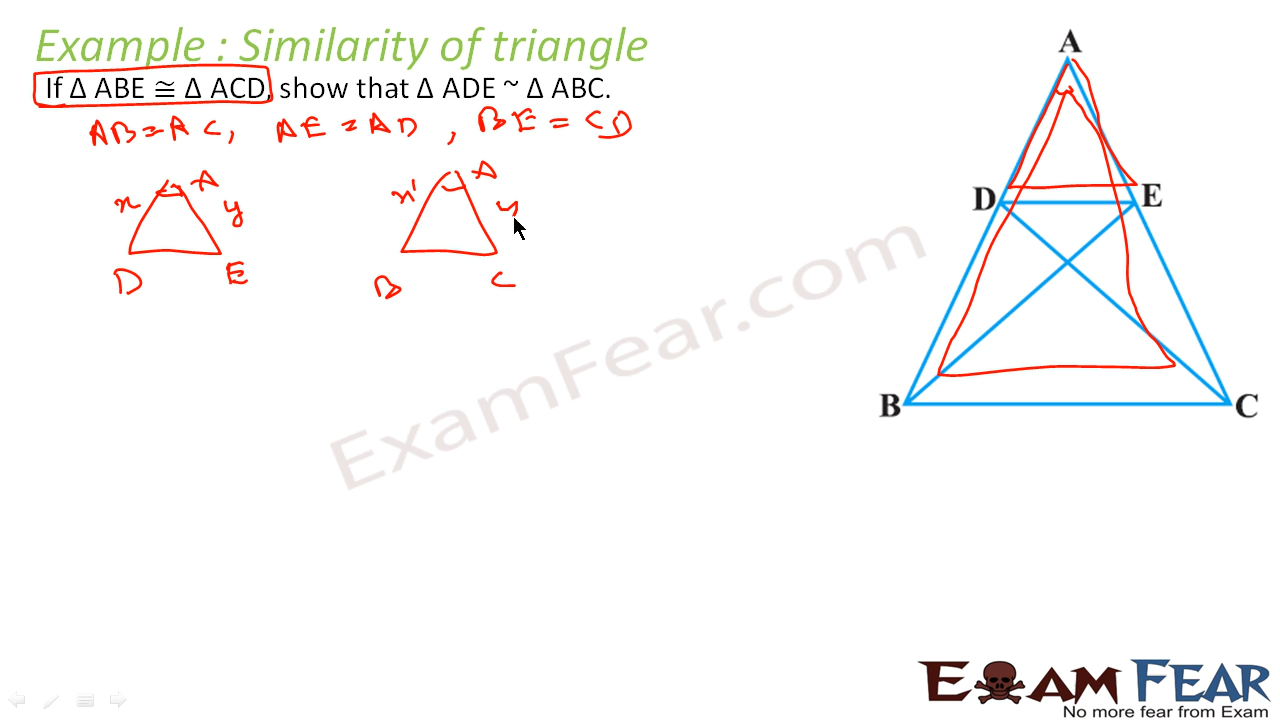 Example : Similarity of triangle
If Δ ABE ≅ Δ ACD, show that Δ ADE ~ Δ ABC.
AB = AC, AE = AD, BE = CD
A
x y
D E
A
x' y
B C
A
D E
B C
ExamFear.com
EXAM FEAR
No more fear from Exam